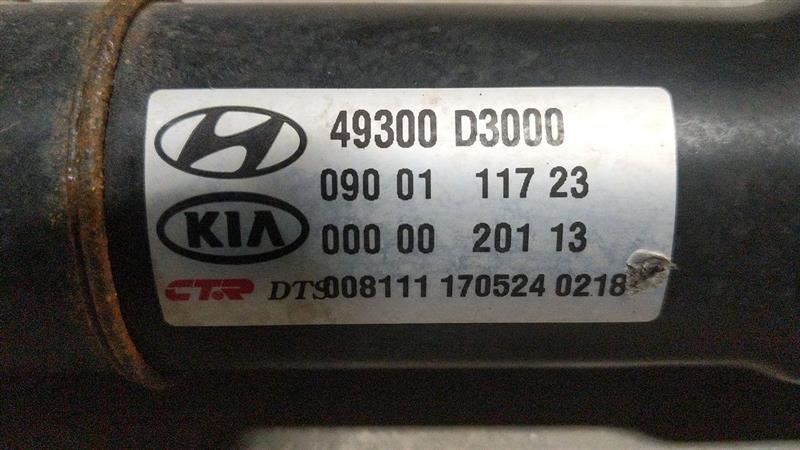 49300 D3000
090 01 117 23
KIA
000 00 201 13
CTR DTS008111 170524 0218